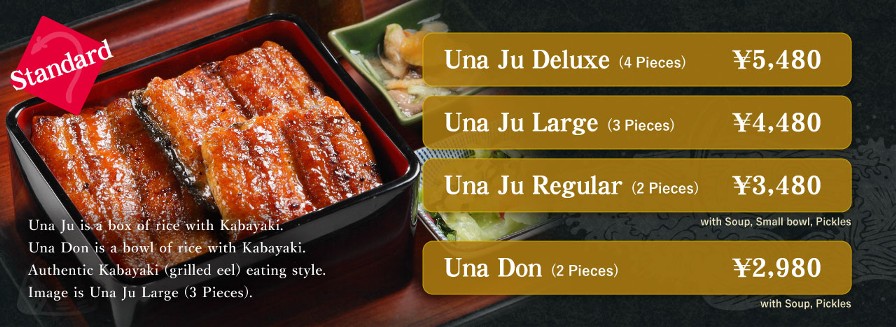 Standard
Una Ju Deluxe (4 Pieces) ¥5,480
Una Ju Large (3 Pieces) ¥4,480
Una Ju Regular (2 Pieces) ¥3,480
with Soup, Small bowl, Pickles
Una Don (2 Pieces) ¥2,980
with Soup, Pickles
Una Ju is a box of rice with Kabayaki.
Una Don is a bowl of rice with Kabayaki.
Authentic Kabayaki (grilled eel) eating style.
Image is Una Ju Large (3 Pieces).